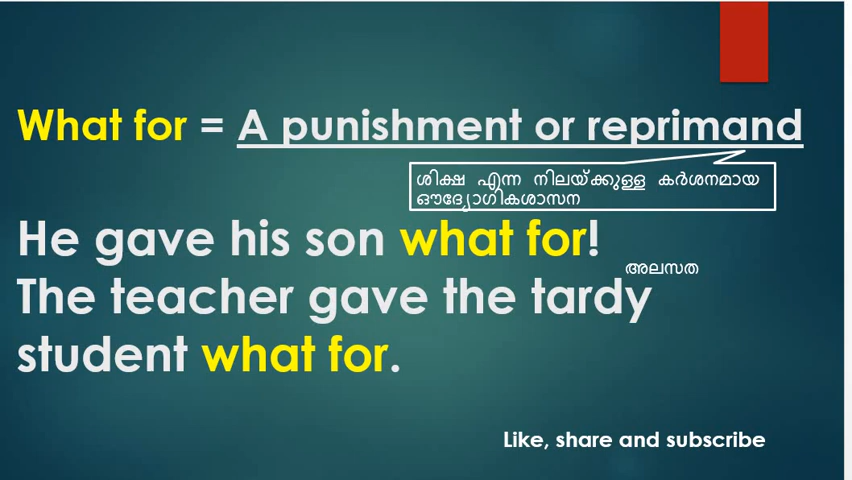 What for = A punishment or reprimand
ശിക്ഷ എന്ന നിലയ്ക്കുള്ള കർശനമായ
ഔദ്യോഗികശാസന
He gave his son what for!
അലസത
The teacher gave the tardy
student what for.
Like, share and subscribe